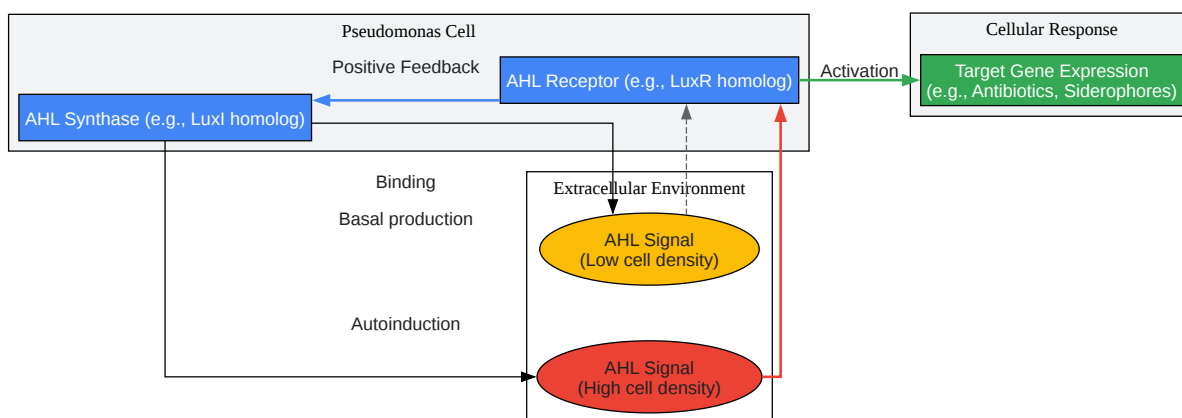 Pseudomonas Cell
Cellular Response
Positive Feedback
AHL Receptor (e.g., LuxR homolog)
Activation
Target Gene Expression
(e.g., Antibiotics, Siderophores)
AHL Synthase (e.g., LuxI homolog)
Binding
Extracellular Environment
Basal production
AHL Signal
(Low cell density)
Autoinduction
AHL Signal
(High cell density)